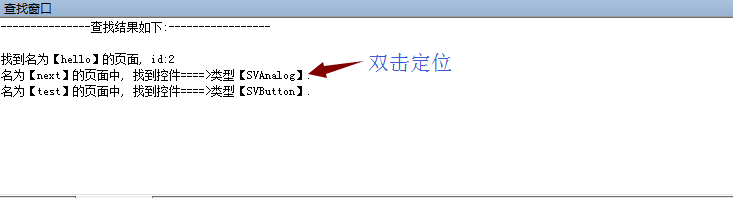 查找窗口
---------------查找结果如下:-----------------
找到名为【hello】的页面, id:2
名为【next】的页面中, 找到控件====>类型【SVAnalog】.
双击定位
名为【test】的页面中, 找到控件====>类型【SVButton】.